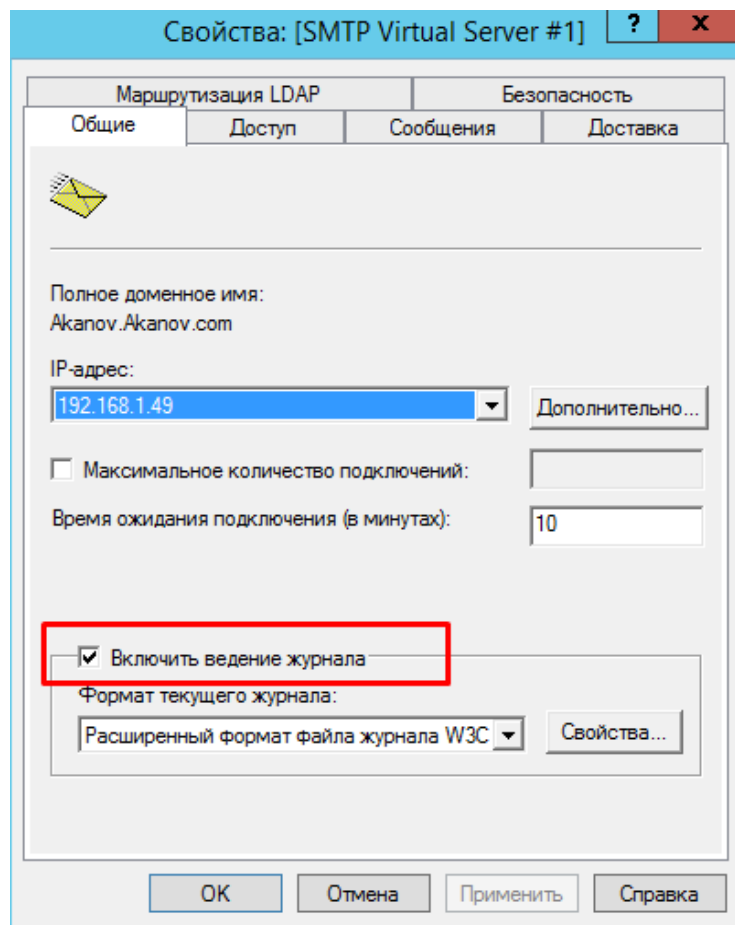 Свойства: [SMTP Virtual Server #1] ? x
Маршрутизация LDAP Безопасность
Общие Доступ Сообщения Доставка
Полное доменное имя:
Akanov.Akanov.com
IP-адрес:
192.168.1.49 Дополнительно...
Максимальное количество подключений:
Время ожидания подключения (в минутах): 10
Включить ведение журнала
Формат текущего журнала:
Расширенный формат файла журнала W3C Свойства...
OK Отмена Применить Справка